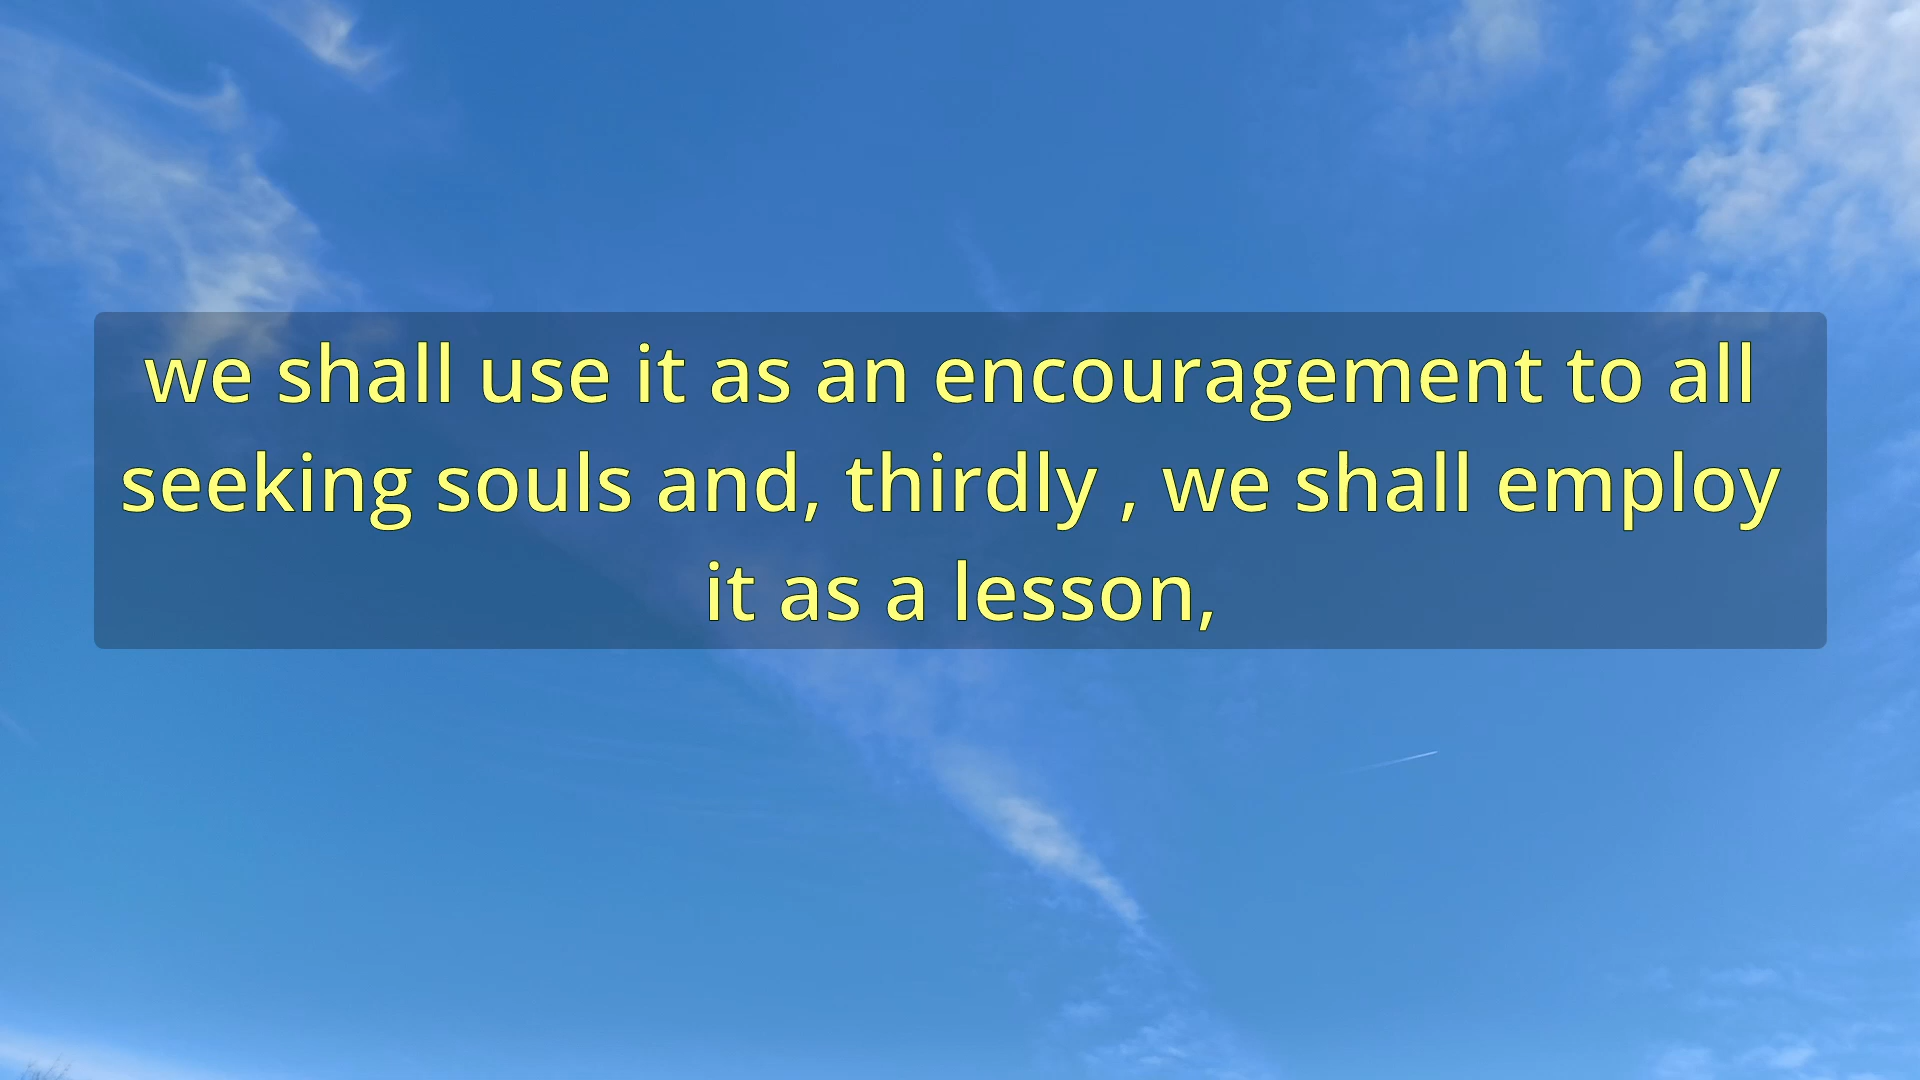 we shall use it as an encouragement to all
seeking souls and, thirdly , we shall employ
it as a lesson,